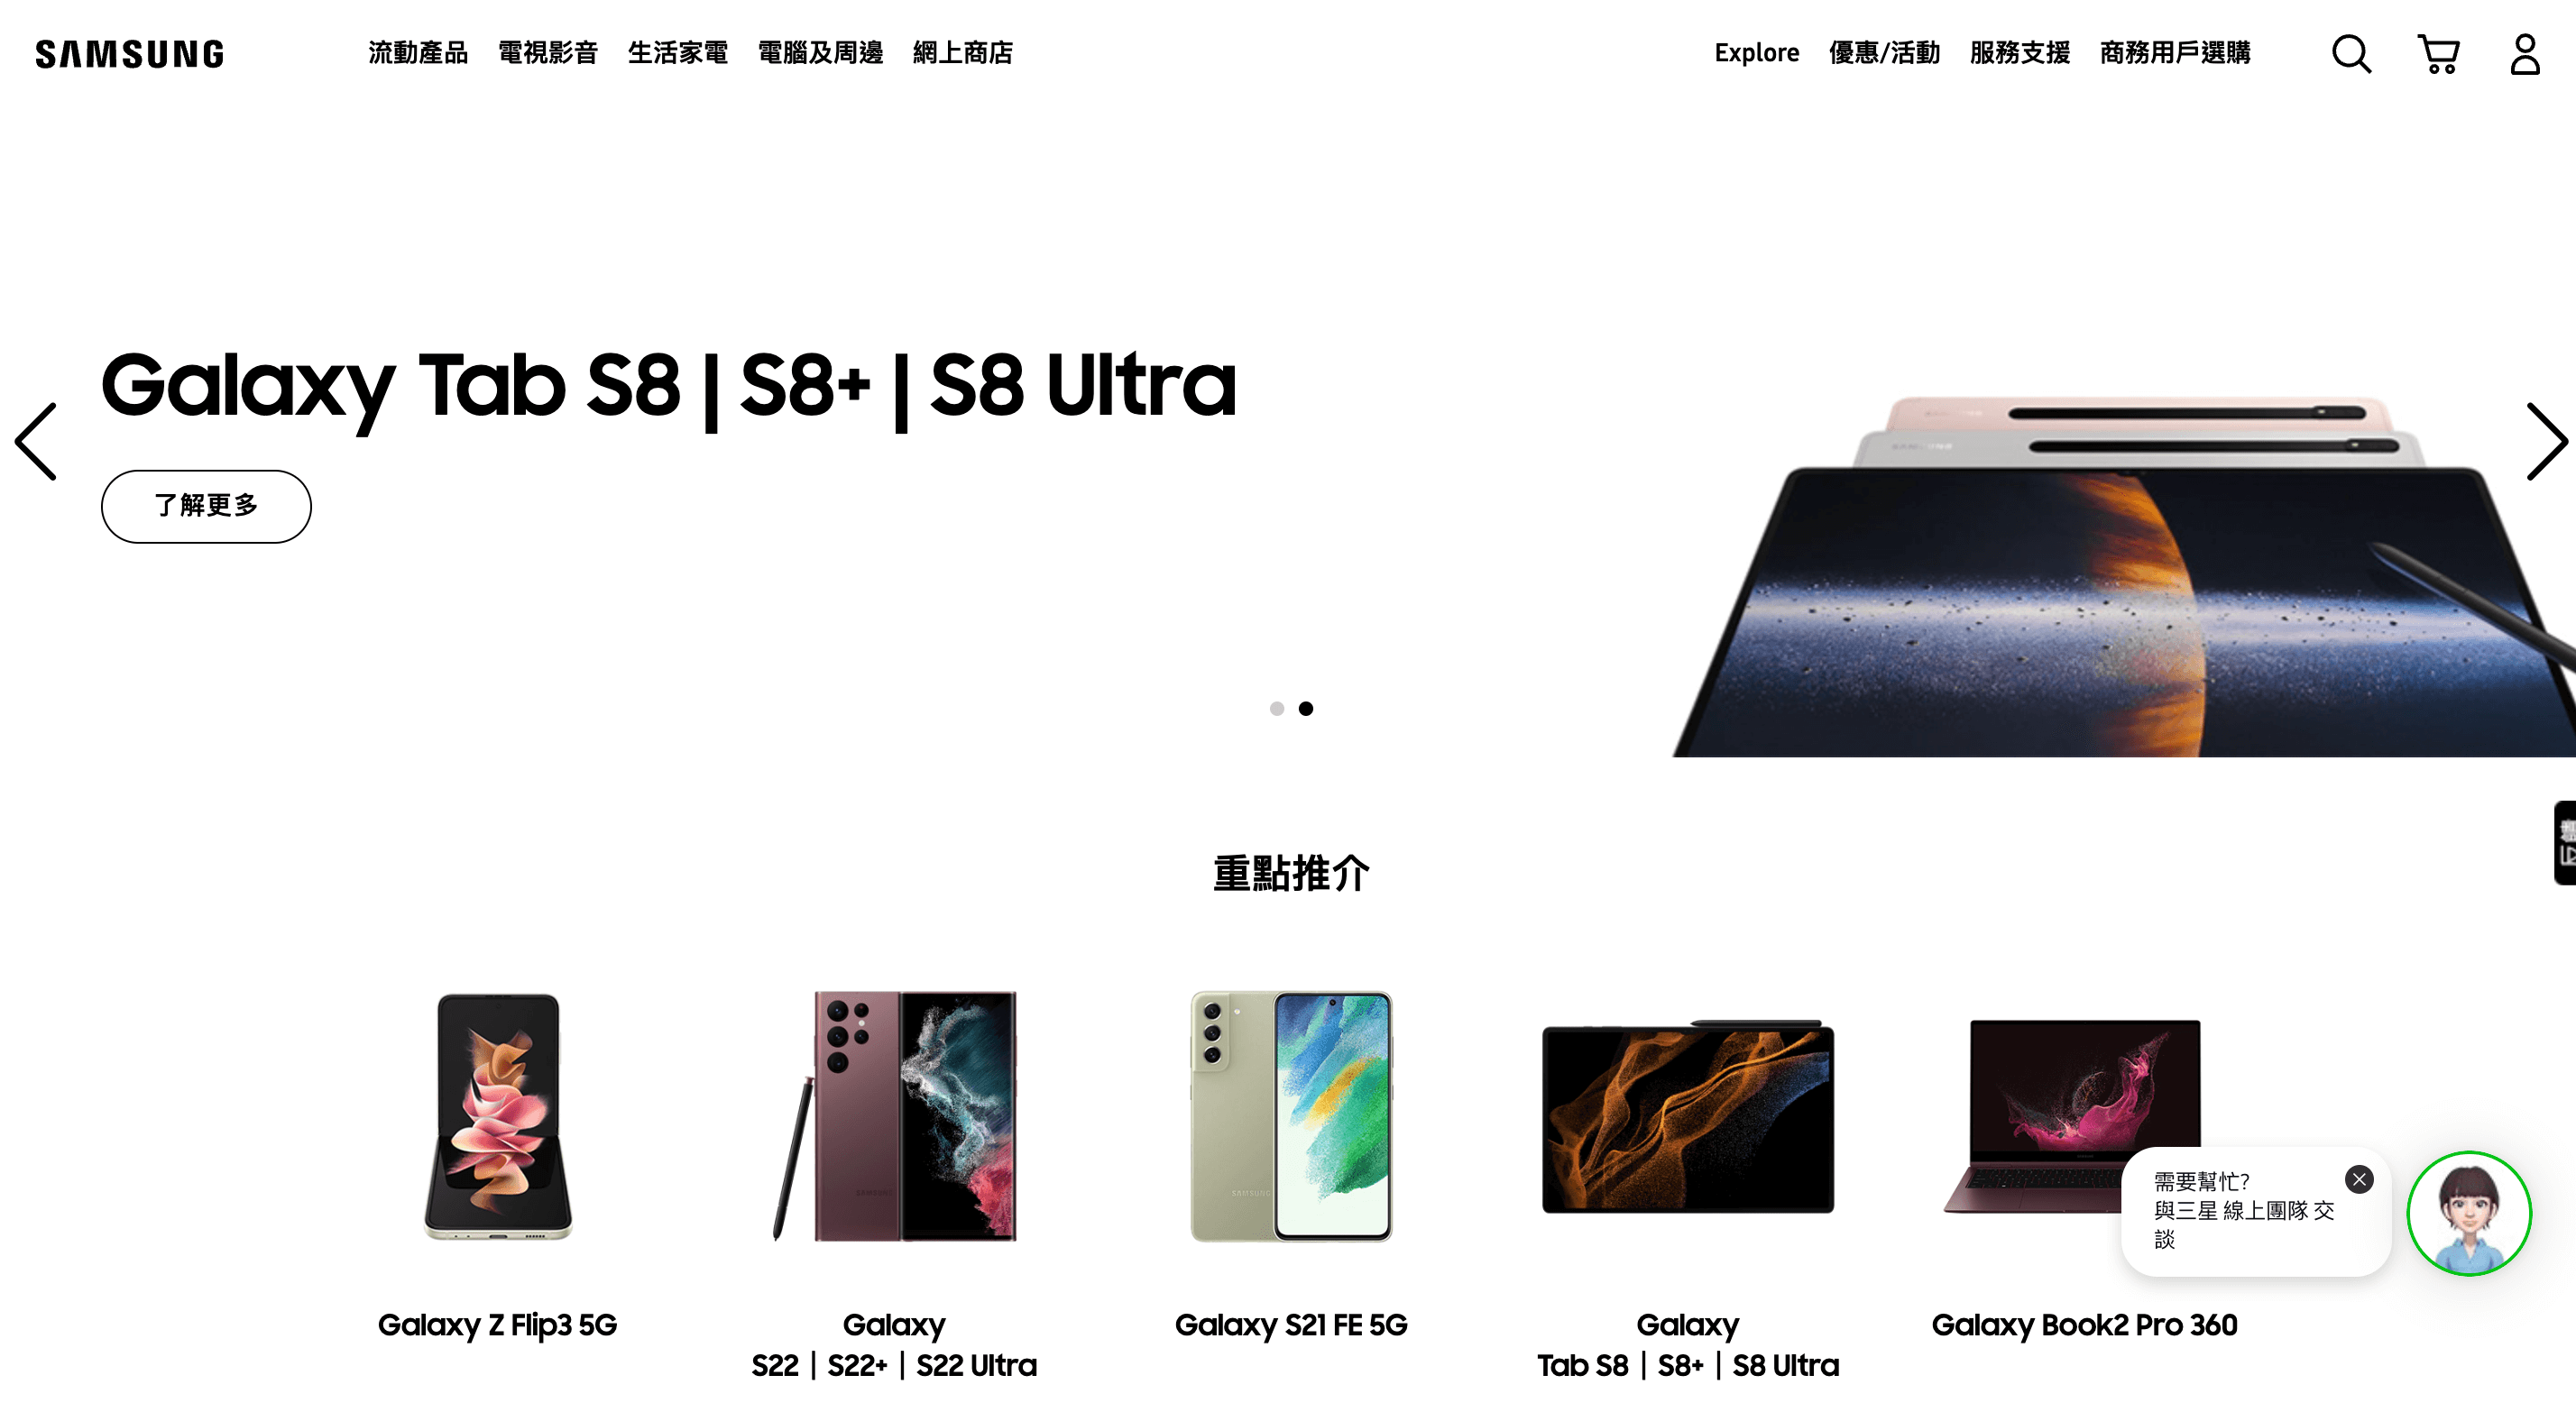 SAMSUNG
流動產品 電視影音 生活家電 電腦及周邊 網上商店
Explore 優惠/活動 服務支援 商務用戶選購
Galaxy Tab S8 | S8+ | S8 Ultra
了解更多
重點推介
Galaxy Z Flip3 5G
Galaxy
S22 | S22+ | S22 Ultra
Galaxy S21 FE 5G
Galaxy
Tab S8 | S8+ | S8 Ultra
Galaxy Book2 Pro 360
需要幫忙?
與三星 線上團隊 交
談